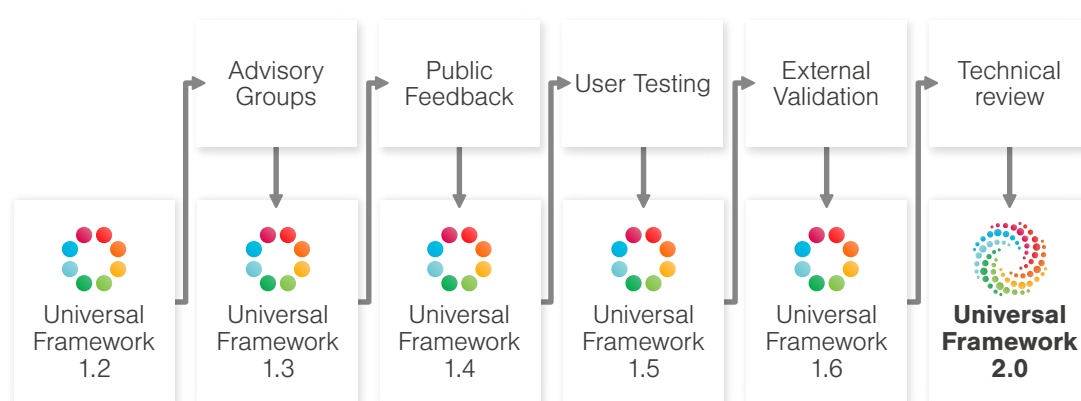 Advisory
Groups
Public
Feedback
User Testing
External
Validation
Technical
review
Universal
Framework
1.2
Universal
Framework
1.3
Universal
Framework
1.4
Universal
Framework
1.5
Universal
Framework
1.6
Universal
Framework
2.0